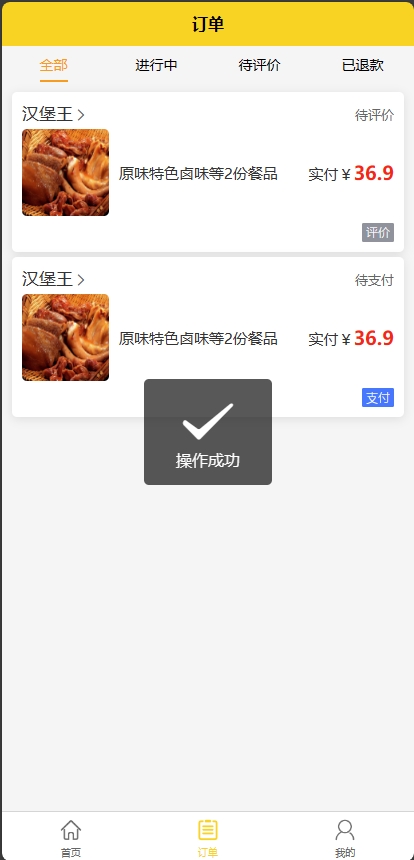 订单
全部 进行中 待评价 已退款
汉堡王 待评价
原味特色卤味等2份餐品 实付 ¥ 36.9
评价
汉堡王 待支付
原味特色卤味等2份餐品 实付 ¥ 36.9
支付
操作成功
首页 订单 我的